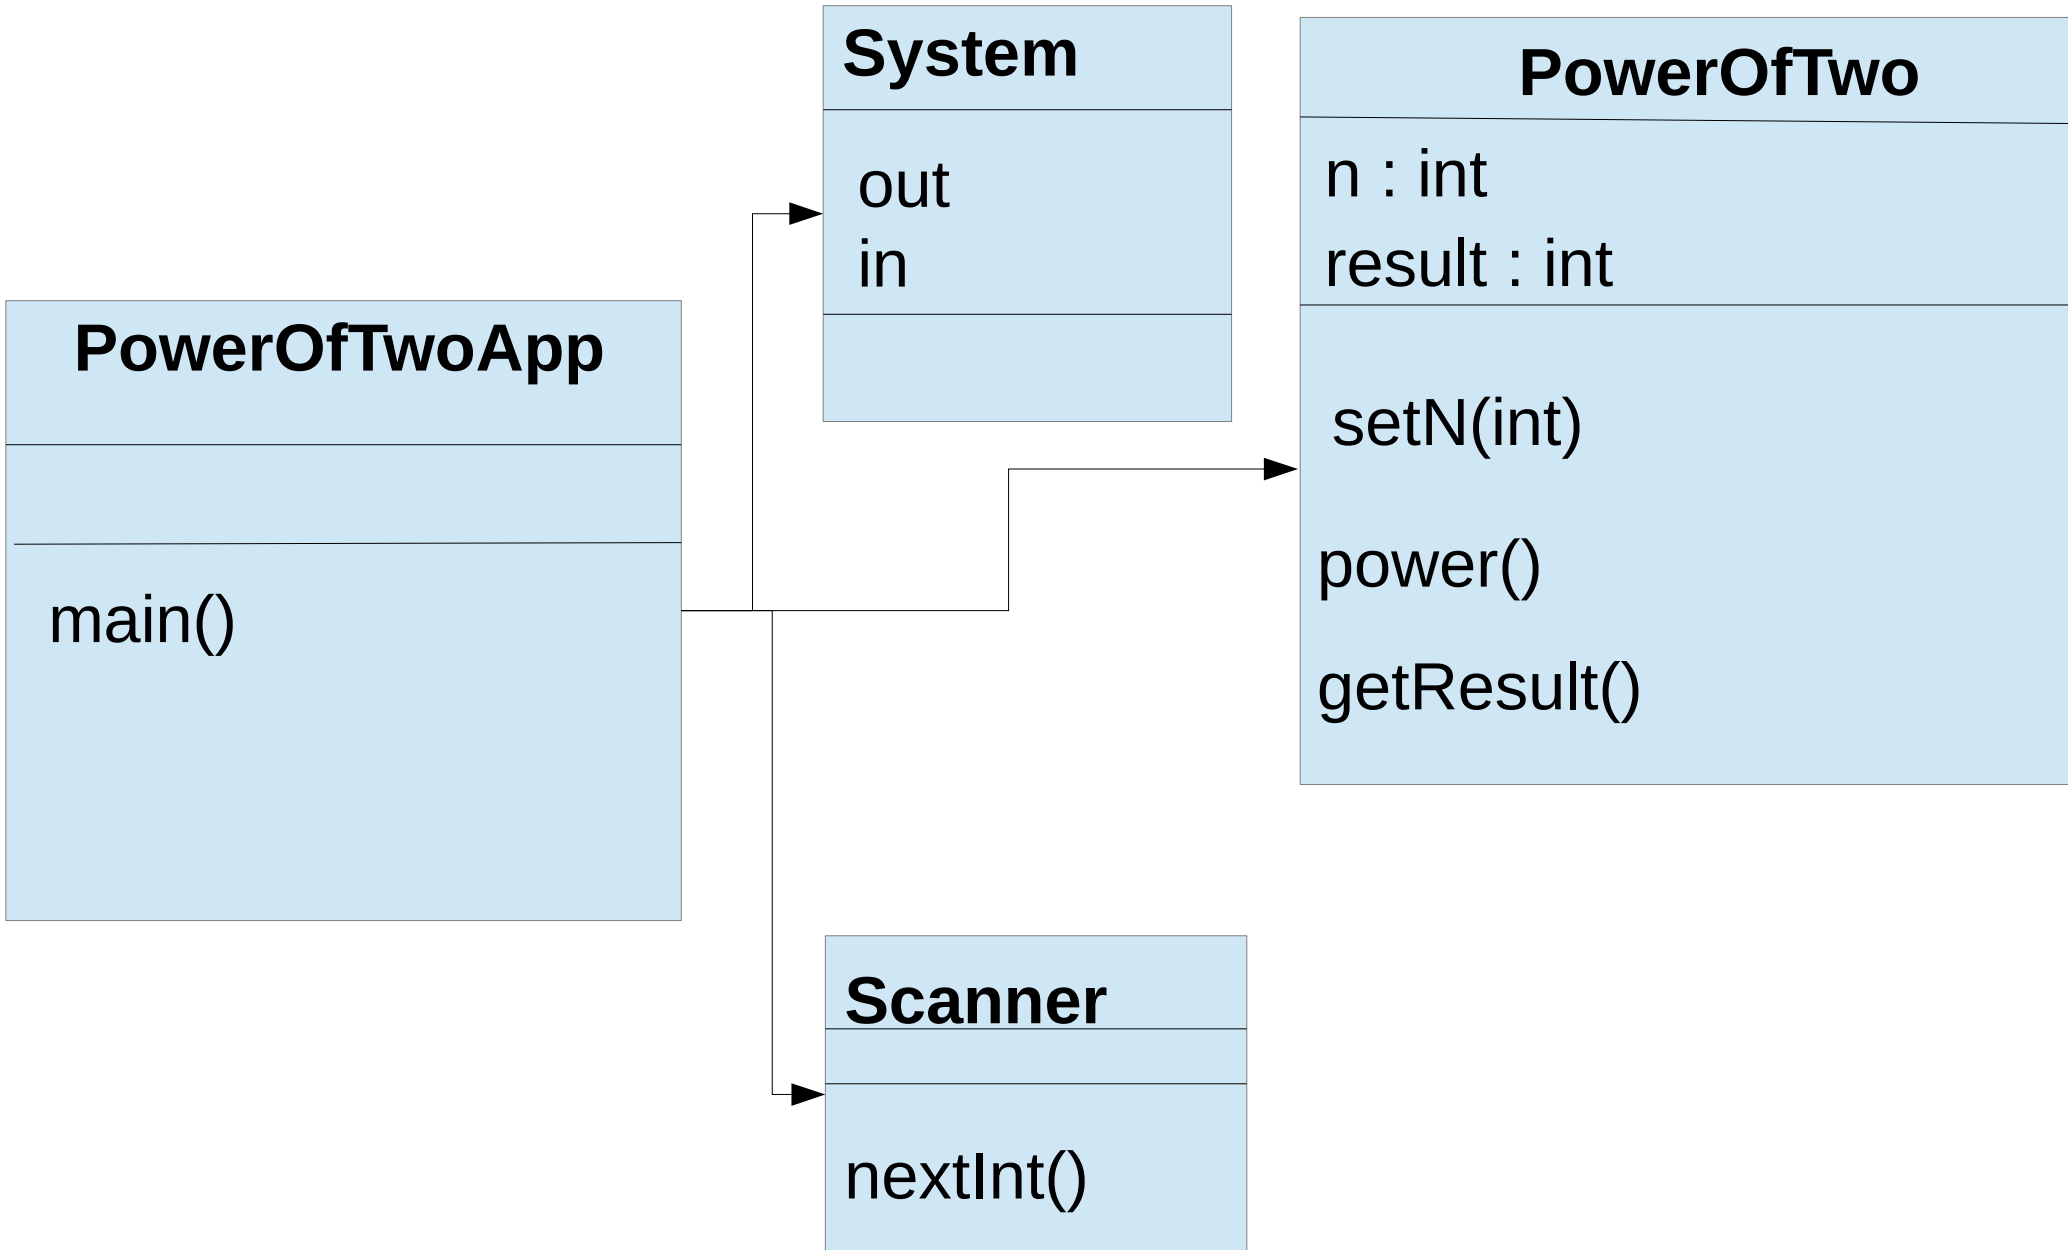 System
out
in
PowerOfTwo
n : int
result : int
setN(int)
power()
getResult()
PowerOfTwoApp
main()
Scanner
nextInt()